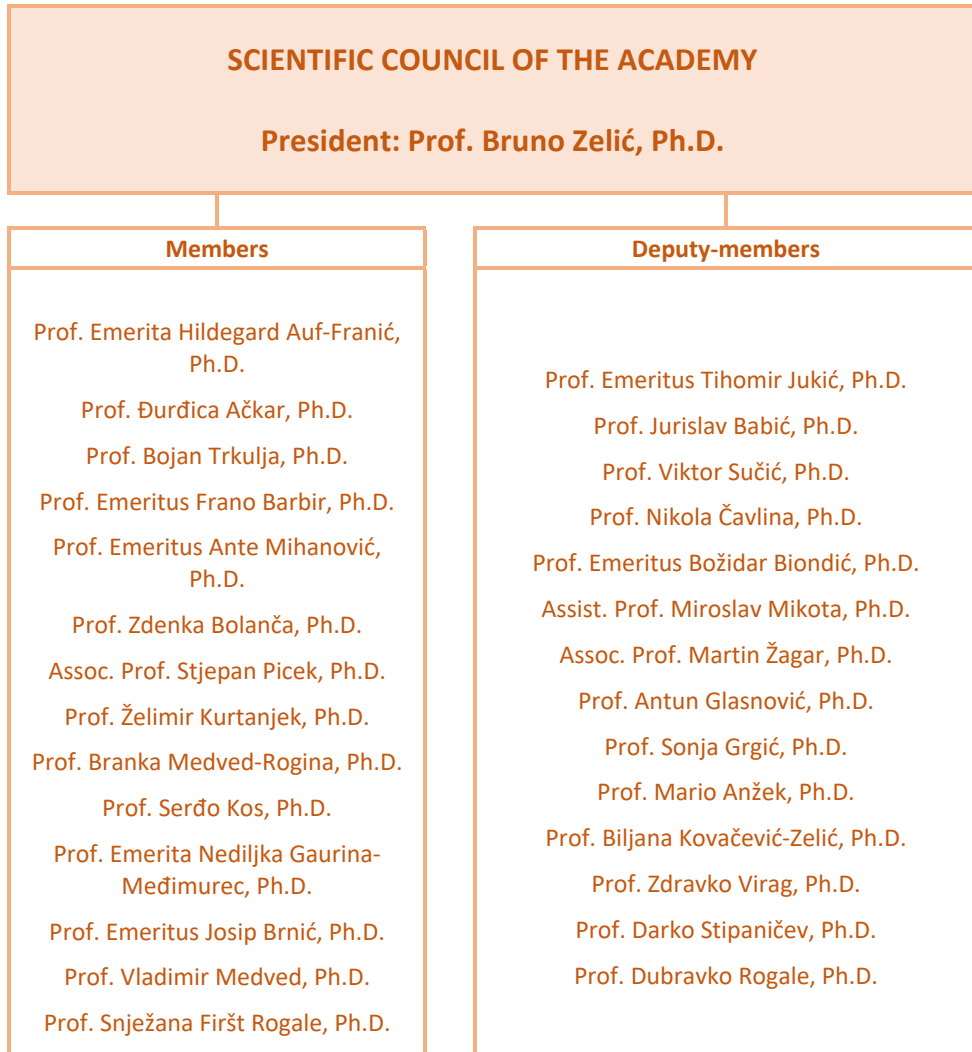 SCIENTIFIC COUNCIL OF THE ACADEMY
President: Prof. Bruno Zelić, Ph.D.
Members
Prof. Emerita Hildegard Auf-Franić,
Ph.D.
Prof. Đurđica Ačkar, Ph.D.
Prof. Bojan Trkulja, Ph.D.
Prof. Emeritus Frano Barbir, Ph.D.
Prof. Emeritus Ante Mihanović,
Ph.D.
Prof. Zdenka Bolanča, Ph.D.
Assoc. Prof. Stjepan Picek, Ph.D.
Prof. Želimir Kurtanjek, Ph.D.
Prof. Branka Medved-Rogina, Ph.D.
Prof. Serđo Kos, Ph.D.
Prof. Emerita Nediljka Gaurina-
Međimurec, Ph.D.
Prof. Emeritus Josip Brnić, Ph.D.
Prof. Vladimir Medved, Ph.D.
Prof. Snježana Firšt Rogale, Ph.D.
Deputy-members
Prof. Emeritus Tihomir Jukić, Ph.D.
Prof. Jurislav Babić, Ph.D.
Prof. Viktor Sučić, Ph.D.
Prof. Nikola Čavlina, Ph.D.
Prof. Emeritus Božidar Biondić, Ph.D.
Assist. Prof. Miroslav Mikota, Ph.D.
Assoc. Prof. Martin Žagar, Ph.D.
Prof. Antun Glasnović, Ph.D.
Prof. Sonja Grgić, Ph.D.
Prof. Mario Anžek, Ph.D.
Prof. Biljana Kovačević-Zelić, Ph.D.
Prof. Zdravko Virag, Ph.D.
Prof. Darko Stipaničev, Ph.D.
Prof. Dubravko Rogale, Ph.D.